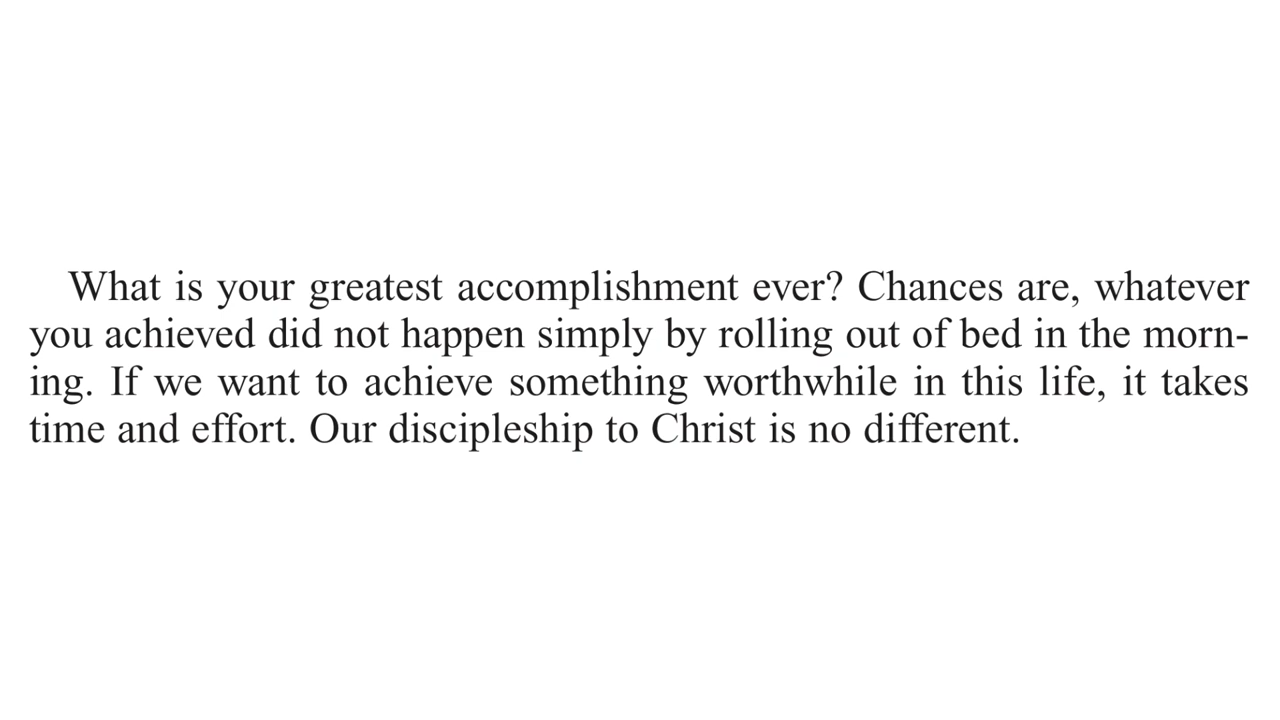 What is your greatest accomplishment ever? Chances are, whatever
you achieved did not happen simply by rolling out of bed in the morn-
ing. If we want to achieve something worthwhile in this life, it takes
time and effort. Our discipleship to Christ is no different.